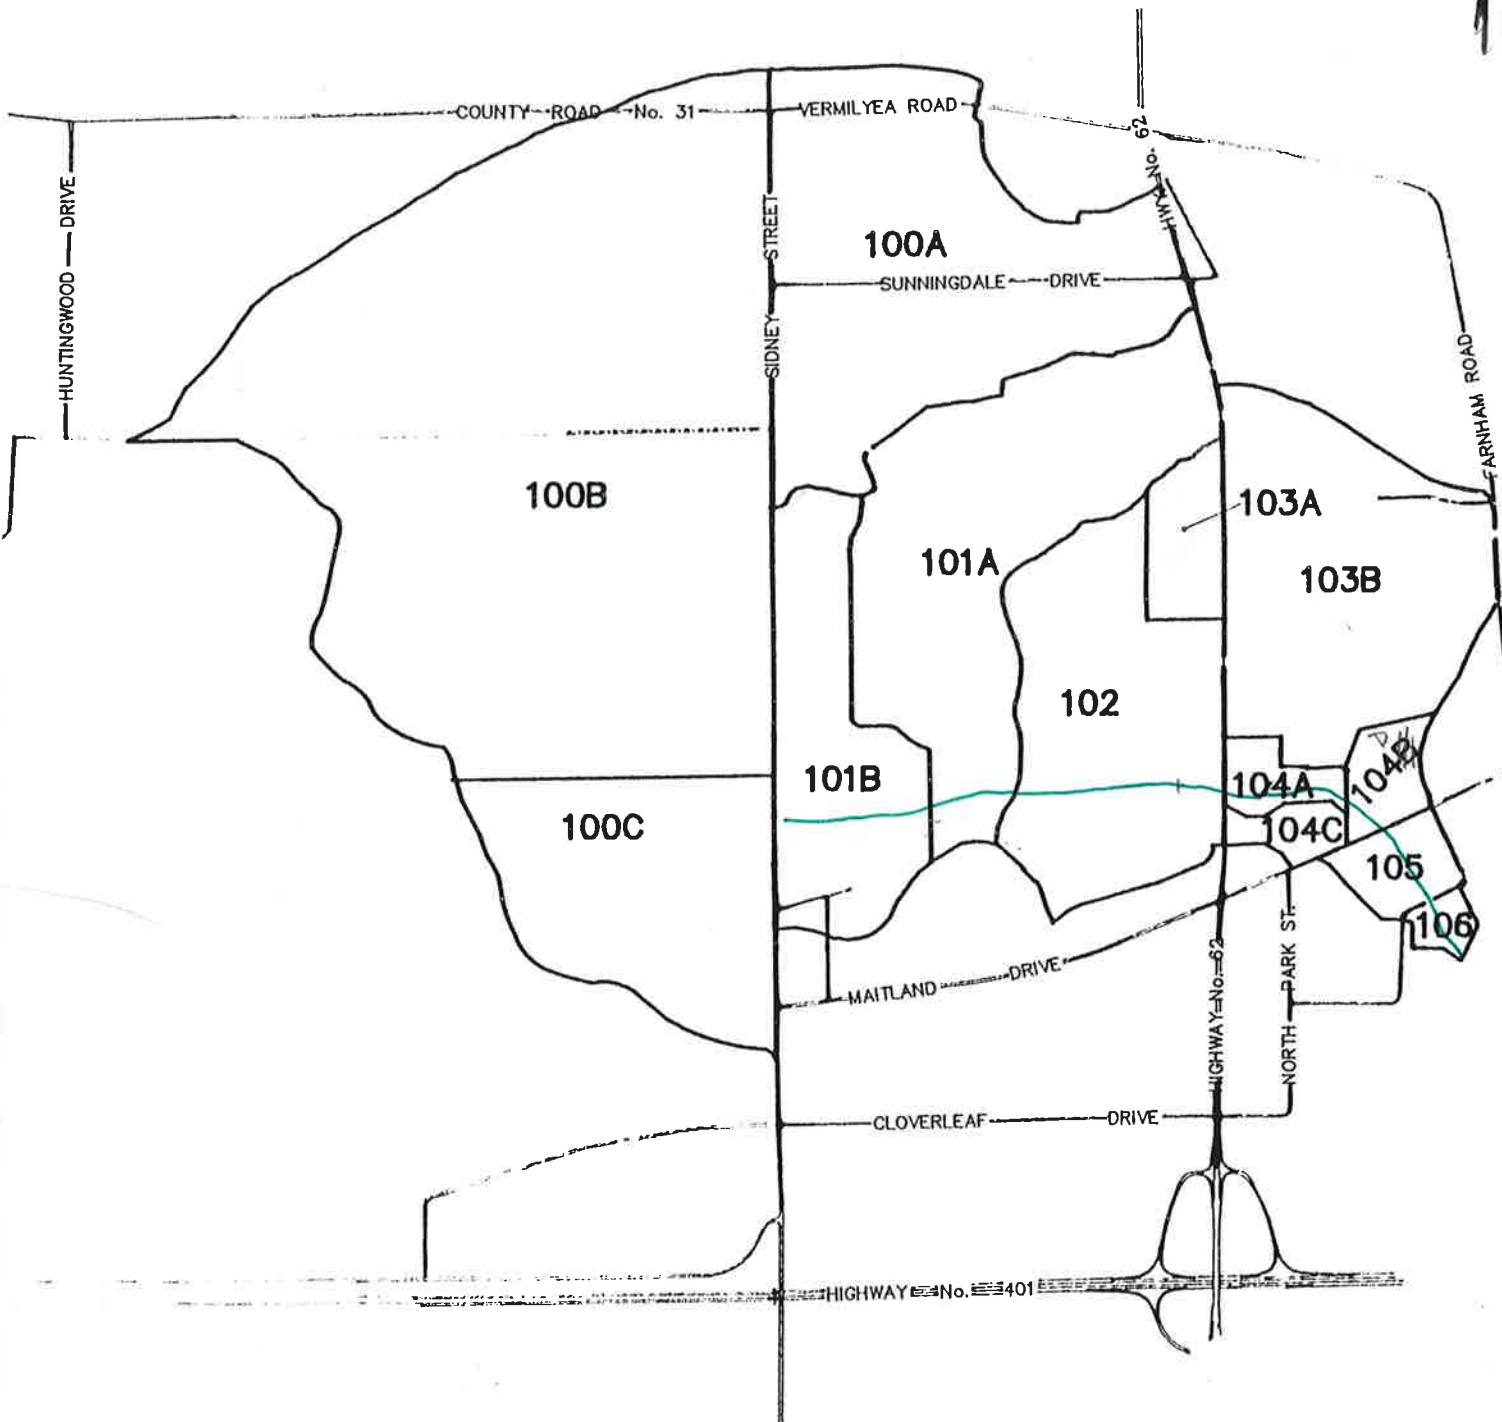 COUNTY ROAD No. 31
VERMILYEA ROAD
HWY. No. 62
HUNTINGWOOD DRIVE
SIDNEY STREET
100A
SUNNINGDALE DRIVE
FARNHAM ROAD
100B
103A
101A
103B
102
101B
104A
104B
100C
104C
105
106
MAITLAND DRIVE
HIGHWAY No. 62
NORTH PARK ST.
CLOVERLEAF DRIVE
HIGHWAY No. 401